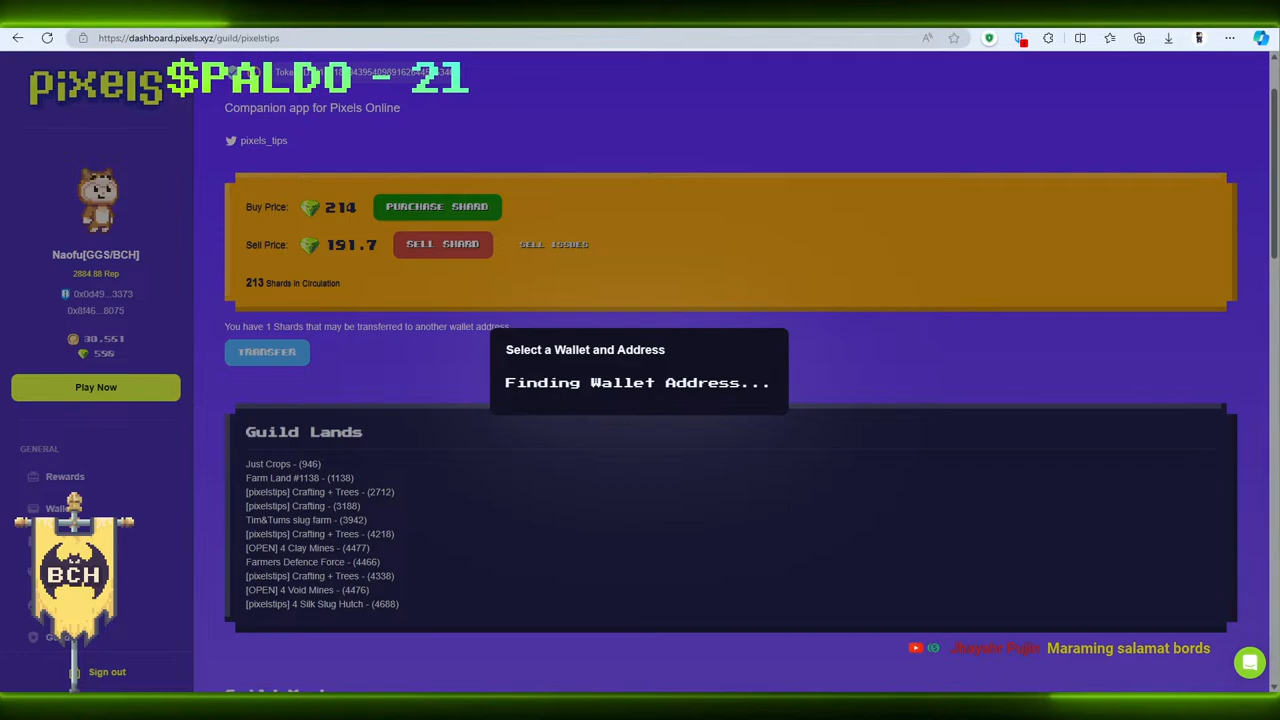 https://dashboard.pixels.xyz/guild/pixelstips
pixels
$PALDO - 21
Companion app for Pixels Online
pixels_tips
Buy Price: 214 PURCHASE SHARD
Sell Price: 191.7 SELL SHARD SELL ISSUES
213 Shards in Circulation
Naofu[GGS/BCH]
2884.88 Rep
0x0d49...3373
0x8f46...8075
30,561
590
Play Now
You have 1 Shards that may be transferred to another wallet address
TRANSFER
Select a Wallet and Address
Finding Wallet Address...
Guild Lands
Just Crops - (946)
Farm Land #1138 - (1138)
[pixelstips] Crafting + Trees - (2712)
[pixelstips] Crafting - (3188)
Tim&Tums slug farm - (3942)
[pixelstips] Crafting + Trees - (4218)
[OPEN] 4 Clay Mines - (4477)
Farmers Defence Force - (4466)
[pixelstips] Crafting + Trees - (4338)
[OPEN] 4 Void Mines - (4476)
[pixelstips] 4 Silk Slug Hutch - (4688)
GENERAL
Rewards
BCH
Sign out
Maraming salamat bords